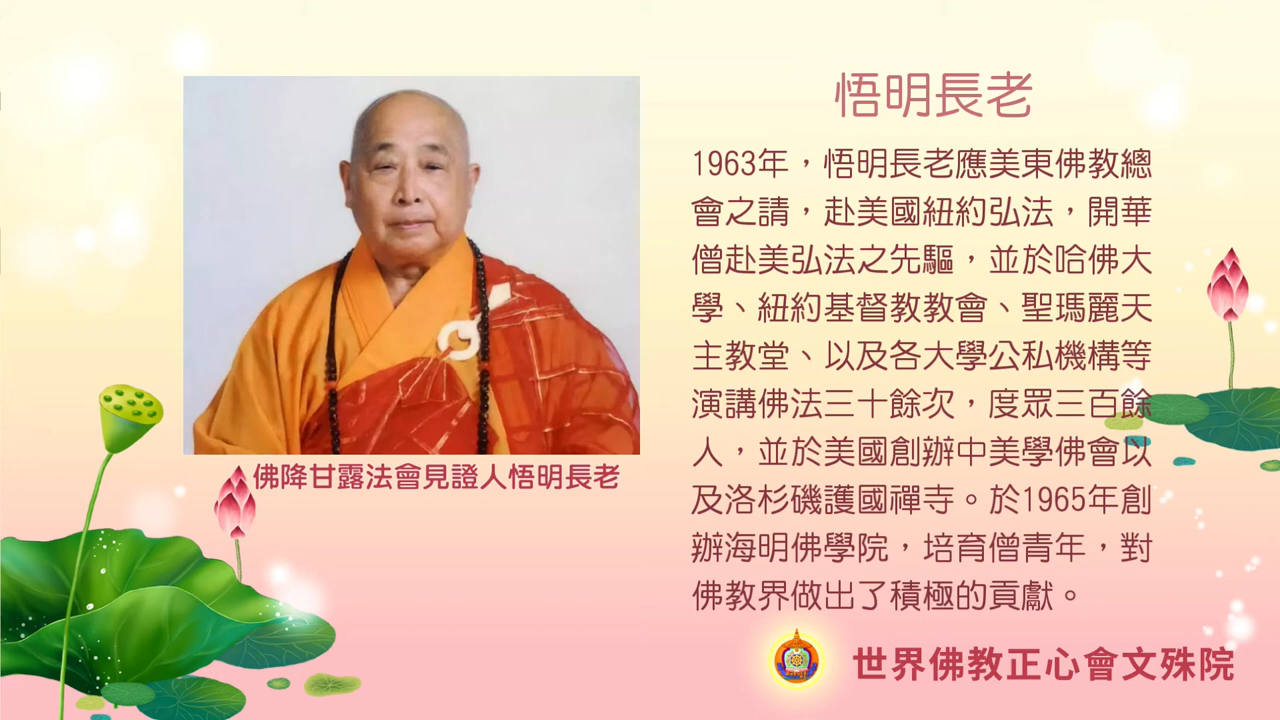 悟明長老
1963年，悟明長老應美東佛教總
會之請，赴美國紐約弘法，開華
僧赴美弘法之先驅，並於哈佛大
學、紐約基督教教會、聖瑪麗天
主教堂、以及各大學公私機構等
演講佛法三十餘次，度眾三百餘
人，並於美國創辦中美學佛會以
及洛杉磯護國禪寺。於1965年創
辦海明佛學院，培育僧青年，對
佛教界做出了積極的貢獻。
佛降甘露法會見證人悟明長老
世界佛教正心會文殊院